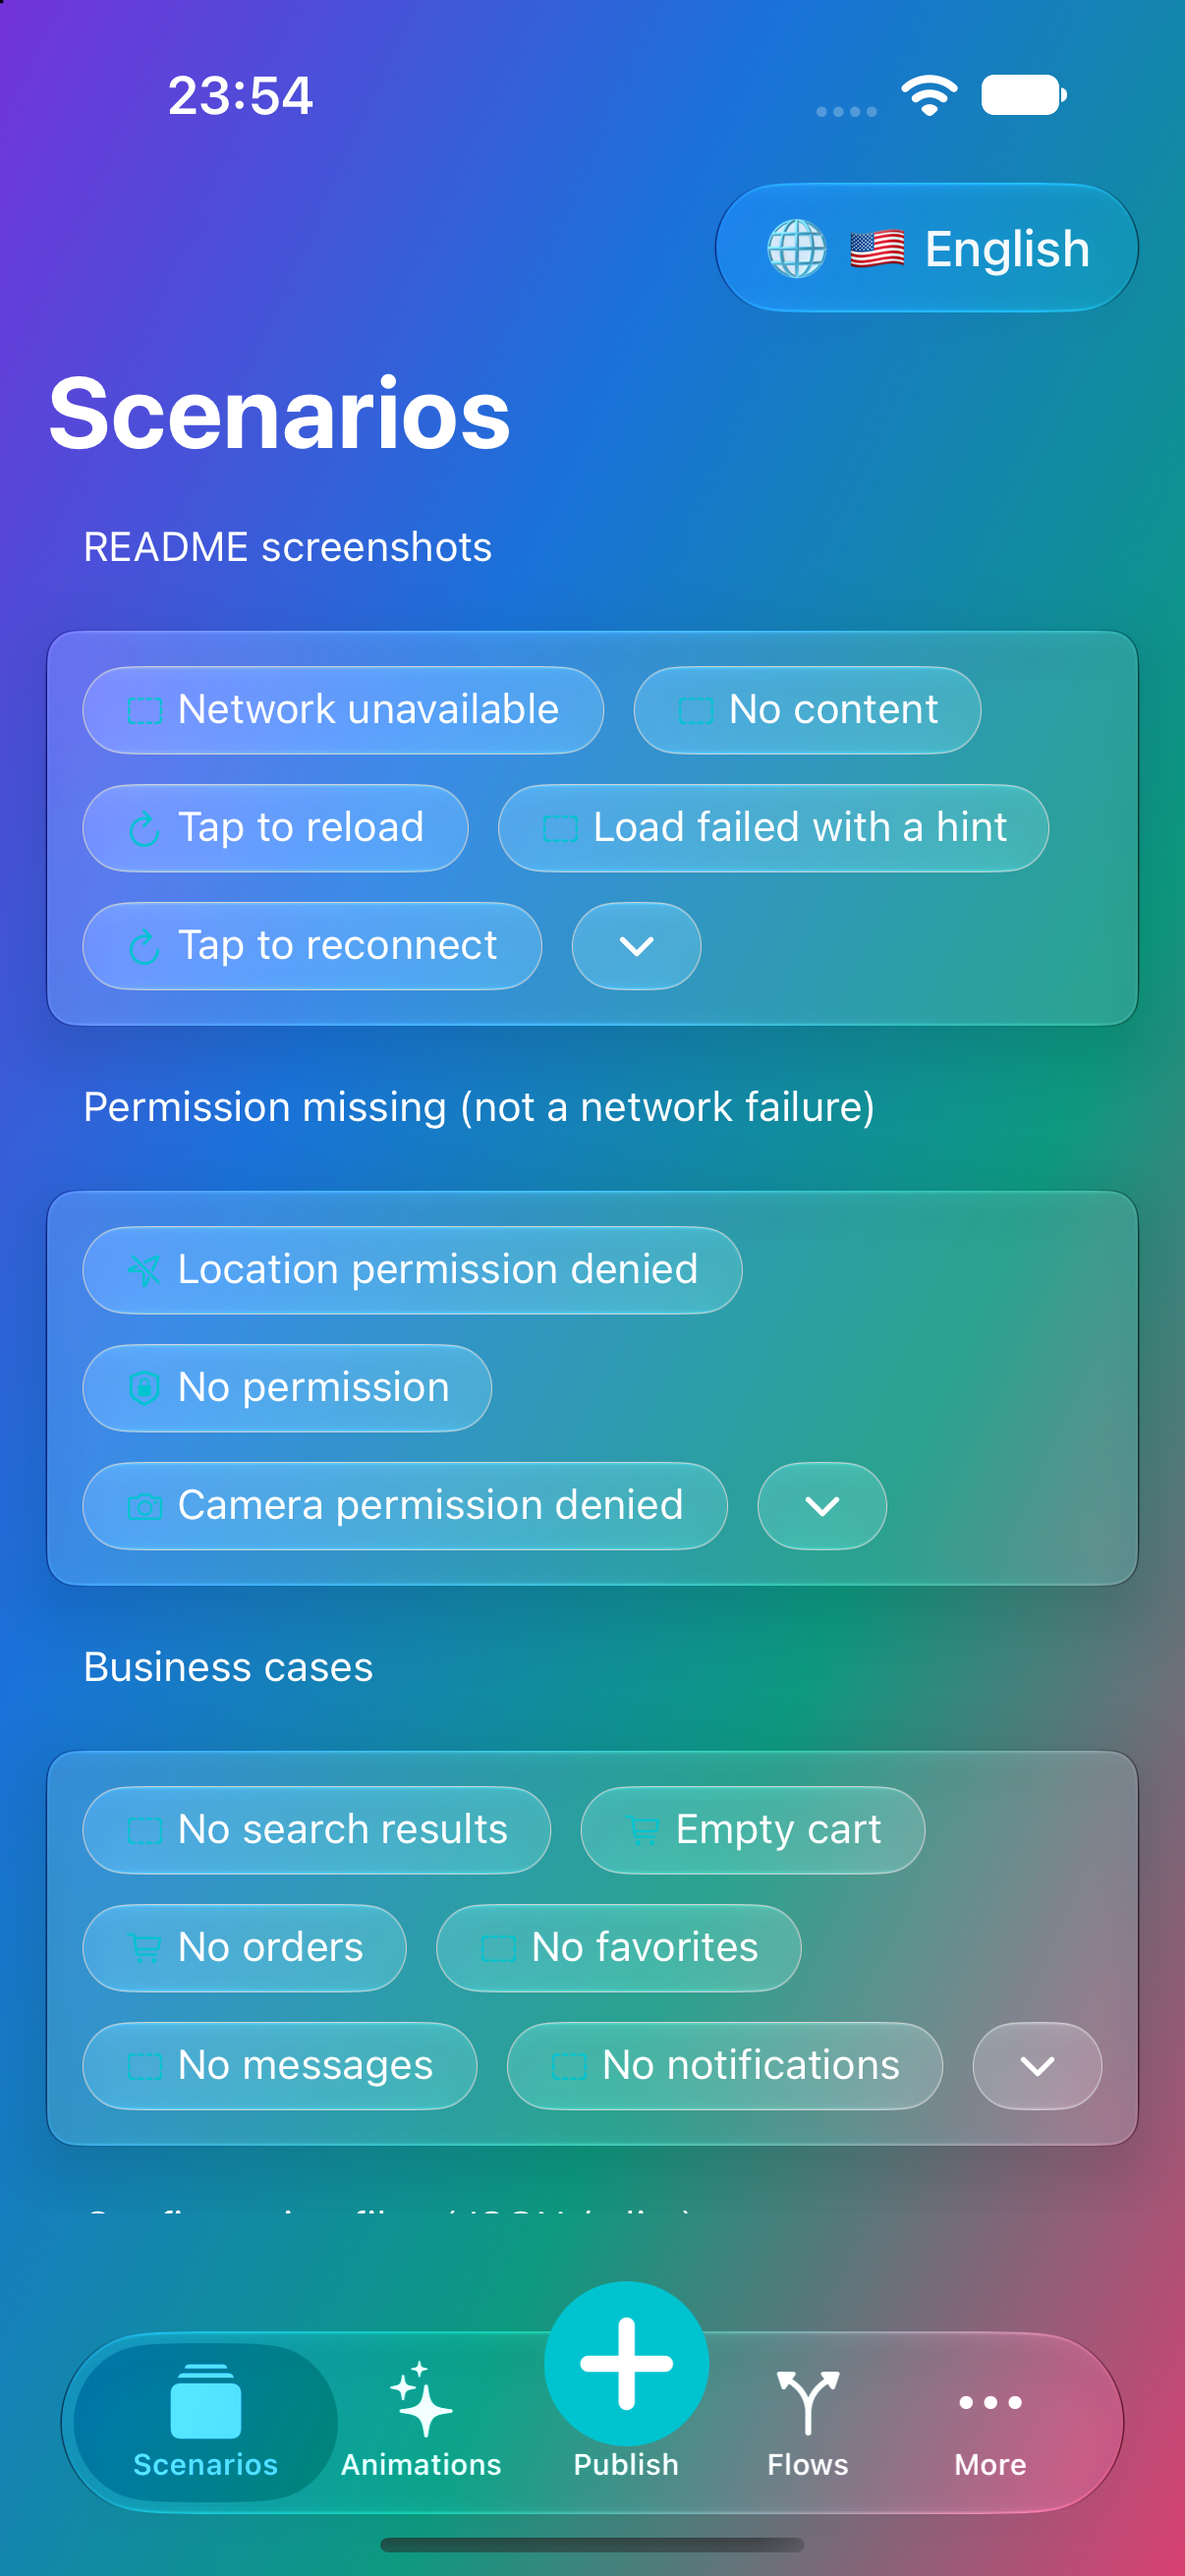 23:54
🌐 🇺🇸 English
Scenarios
README screenshots
Network unavailable
No content
Tap to reload
Load failed with a hint
Tap to reconnect
Permission missing (not a network failure)
Location permission denied
No permission
Camera permission denied
Business cases
No search results
Empty cart
No orders
No favorites
No messages
No notifications
Scenarios
Animations
Publish
Flows
More